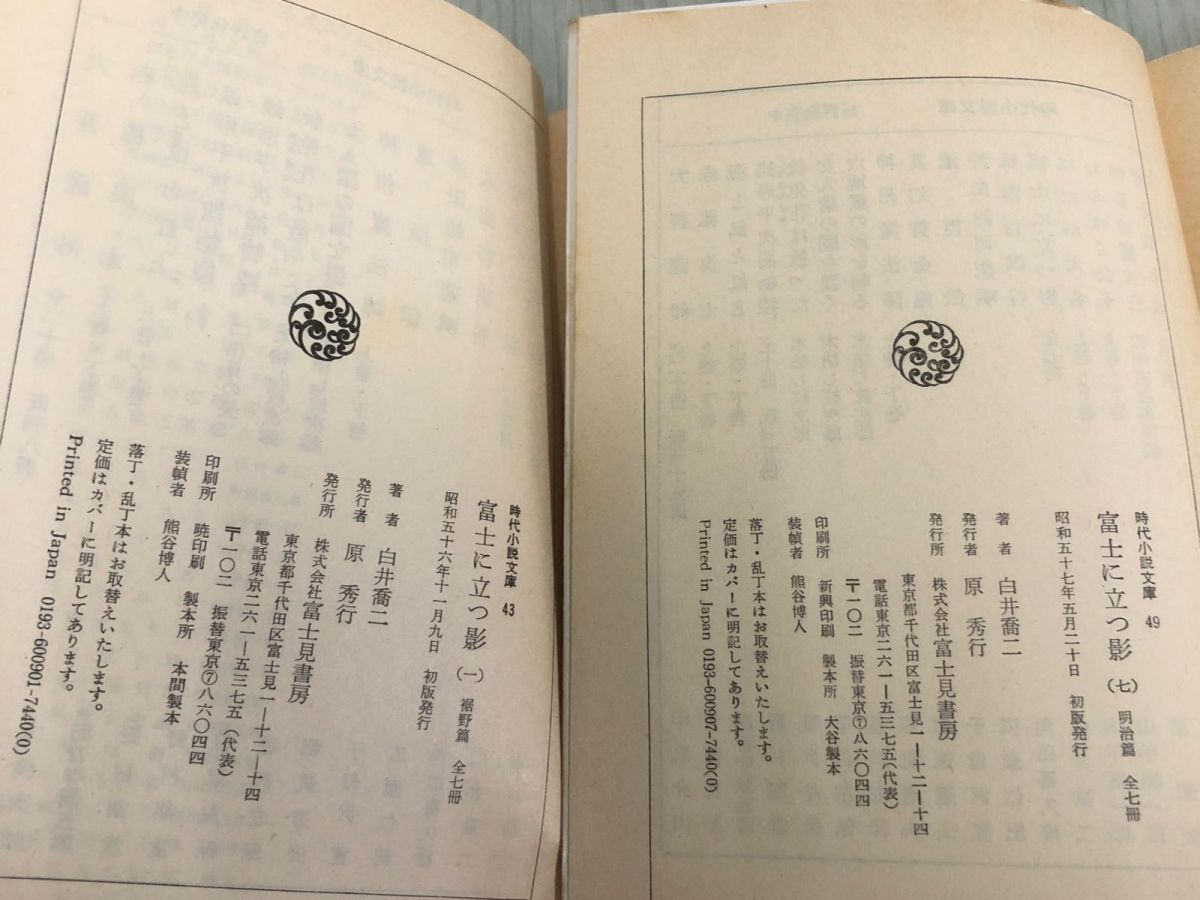 時代小説文庫 49
富士に立つ影(七) 明治篇 全七冊
昭和五十七年五月二十日 初版発行
著者 白井喬二
発行者 原 秀行
発行所 株式会社富士見書房
東京都千代田区富士見一ー十二ー十四
電話東京二六一ー五三七五(代表)
〒一〇二 振替東京⑦八六〇四四
印刷所 新興印刷 製本所 大谷製本
装幀者 熊谷博人
落丁・乱丁本はお取替えいたします。
定価はカバーに明記してあります。
Printed in Japan 0193-600907-7440(0)
時代小説文庫 43
富士に立つ影(一) 裾野篇 全七冊
昭和五十六年十一月九日 初版発行
著者 白井喬二
発行者 原 秀行
発行所 株式会社富士見書房
東京都千代田区富士見一ー十二ー十四
電話東京二六一ー五三七五(代表)
〒一〇二 振替東京⑦八六〇四四
印刷所 暁印刷 製本所 本間製本
装幀者 熊谷博人
落丁・乱丁本はお取替えいたします。
定価はカバーに明記してあります。
Printed in Japan 0193-600901-7440(0)